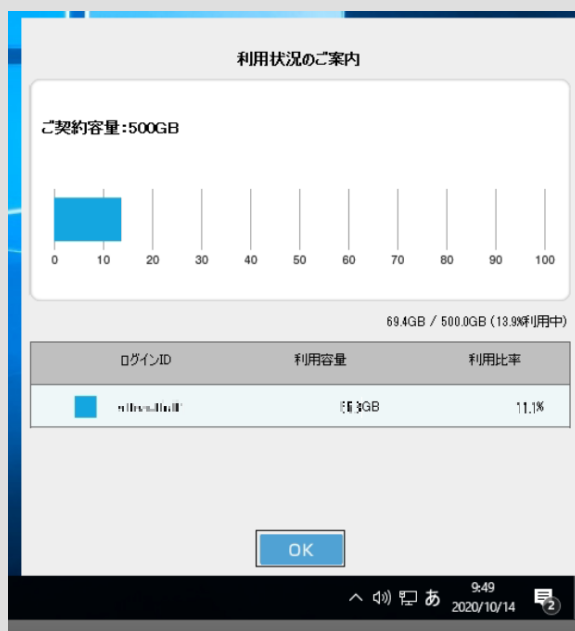 利用状況のご案内
ご契約容量:500GB
0 10 20 30 40 50 60 70 80 90 100
69.4GB / 500.0GB (13.9%利用中)
ログインID 利用容量 利用比率
GB 11.1%
OK
あ 9:49
2020/10/14 2